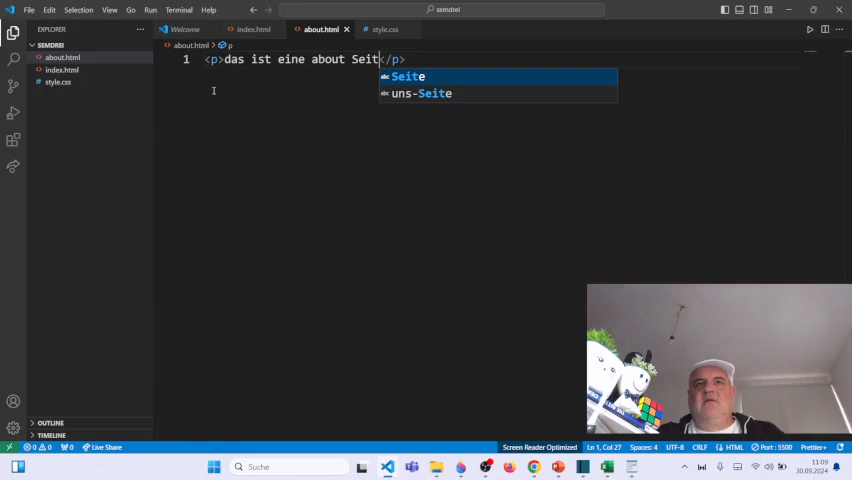 File Edit Selection View Go Run Terminal Help
semdrei
EXPLORER
Welcome
index.html
about.html
style.css
SEMDREI
about.html
index.html
style.css
about.html > p
1 <p>das ist eine about Seit</p>
Seite
uns-Seite
OUTLINE
TIMELINE
0 0 0 Live Share
Screen Reader Optimized Ln 1, Col 27 Spaces: 4 UTF-8 CRLF HTML Port : 5500 Prettier+
Suche
11:09
30.09.2024